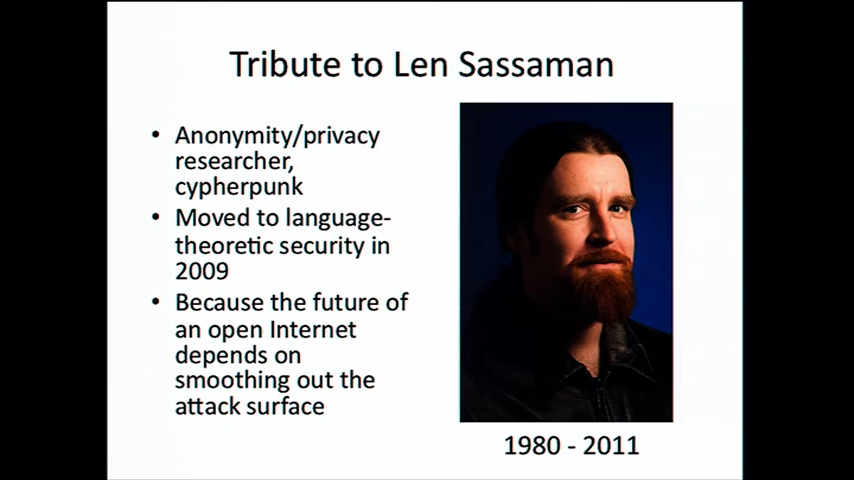 Tribute to Len Sassaman
• Anonymity/privacy
researcher,
cypherpunk
• Moved to language-
theoretic security in
2009
• Because the future of
an open Internet
depends on
smoothing out the
attack surface
1980 - 2011